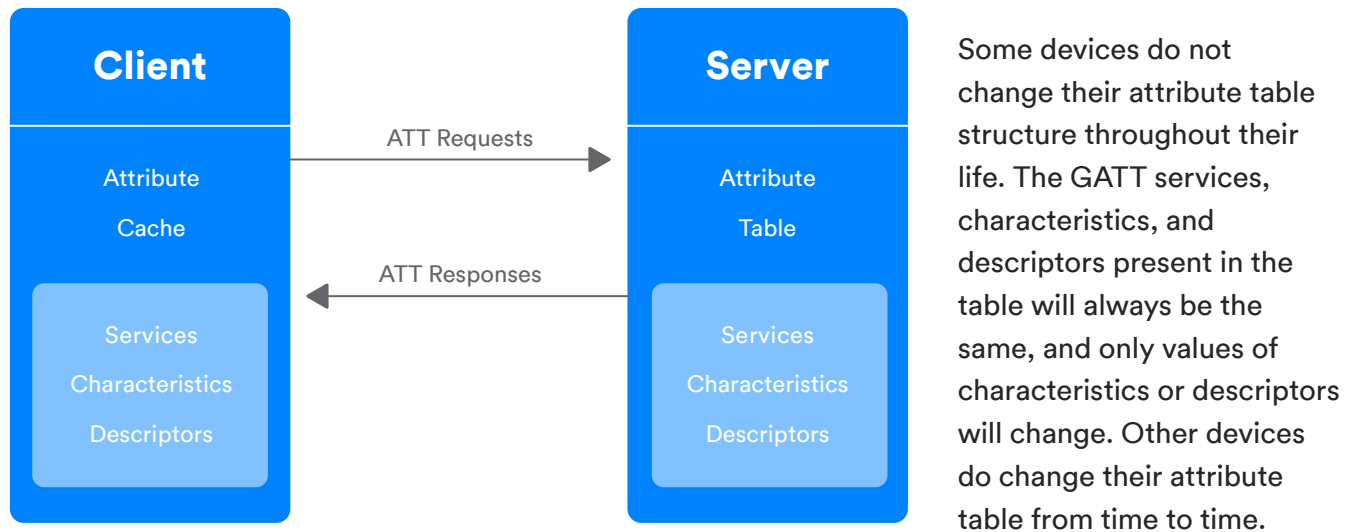 Client
Attribute
Cache
Services
Characteristics
Descriptors
ATT Requests
ATT Responses
Server
Attribute
Table
Services
Characteristics
Descriptors
Some devices do not
change their attribute table
structure throughout their
life. The GATT services,
characteristics, and
descriptors present in the
table will always be the
same, and only values of
characteristics or descriptors
will change. Other devices
do change their attribute
table from time to time.